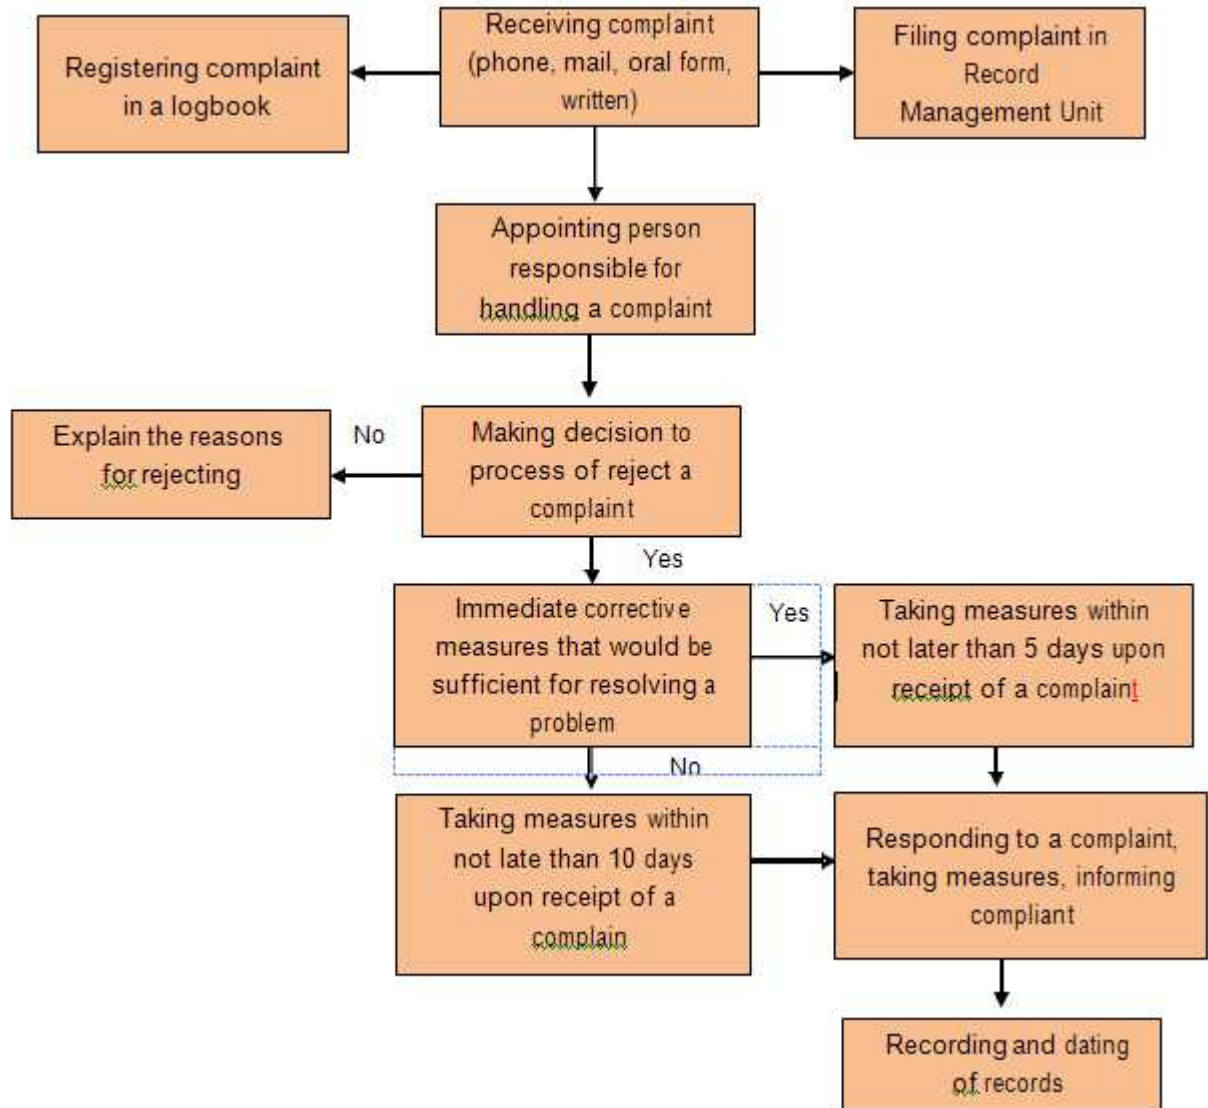 Registering complaint
in a logbook
Receiving complaint
(phone, mail, oral form,
written)
Filing complaint in
Record
Management Unit
Appointing person
responsible for
handling a complaint
Explain the reasons
for rejecting
No
Making decision to
process of reject a
complaint
Yes
Immediate corrective
measures that would be
sufficient for resolving a
problem
Yes
Taking measures within
not later than 5 days upon
receipt of a complaint
No
Taking measures within
not late than 10 days
upon receipt of a
complain
Responding to a complaint,
taking measures, informing
compliant
Recording and dating
of records